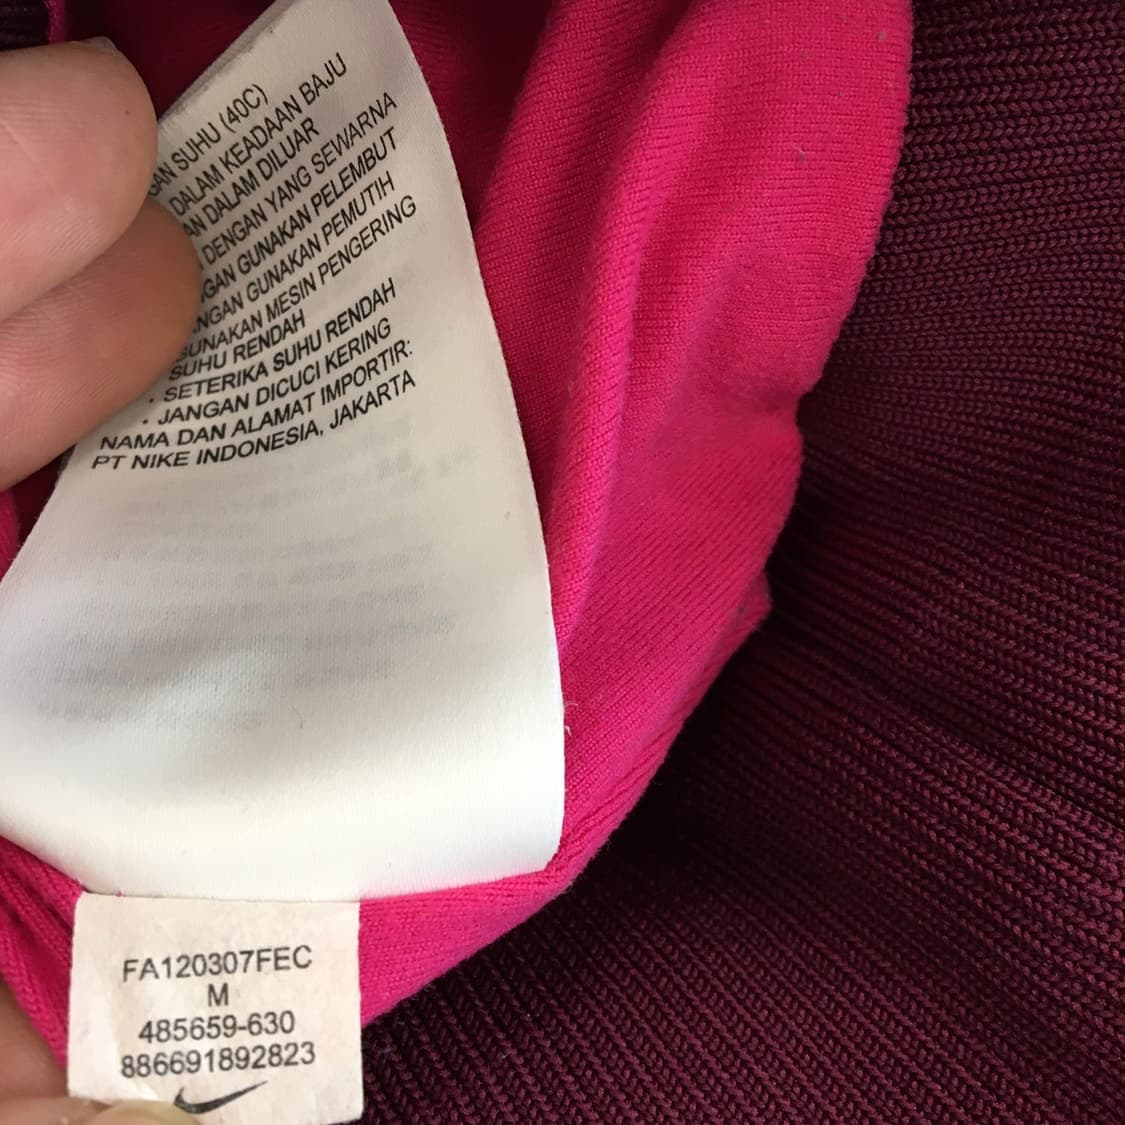 SUHU (40C)
DALAM KEADAAN BAJU
DALAM DILUAR
DENGAN YANG SEWARNA
GUNAKAN PELEMBUT
GUNAKAN PEMUTIH
MESIN PENGERING
SUHU RENDAH
· SETERIKA SUHU RENDAH
· JANGAN DICUCI KERING
NAMA DAN ALAMAT IMPORTIR:
PT NIKE INDONESIA, JAKARTA
FA120307FEC
M
485659-630
886691892823